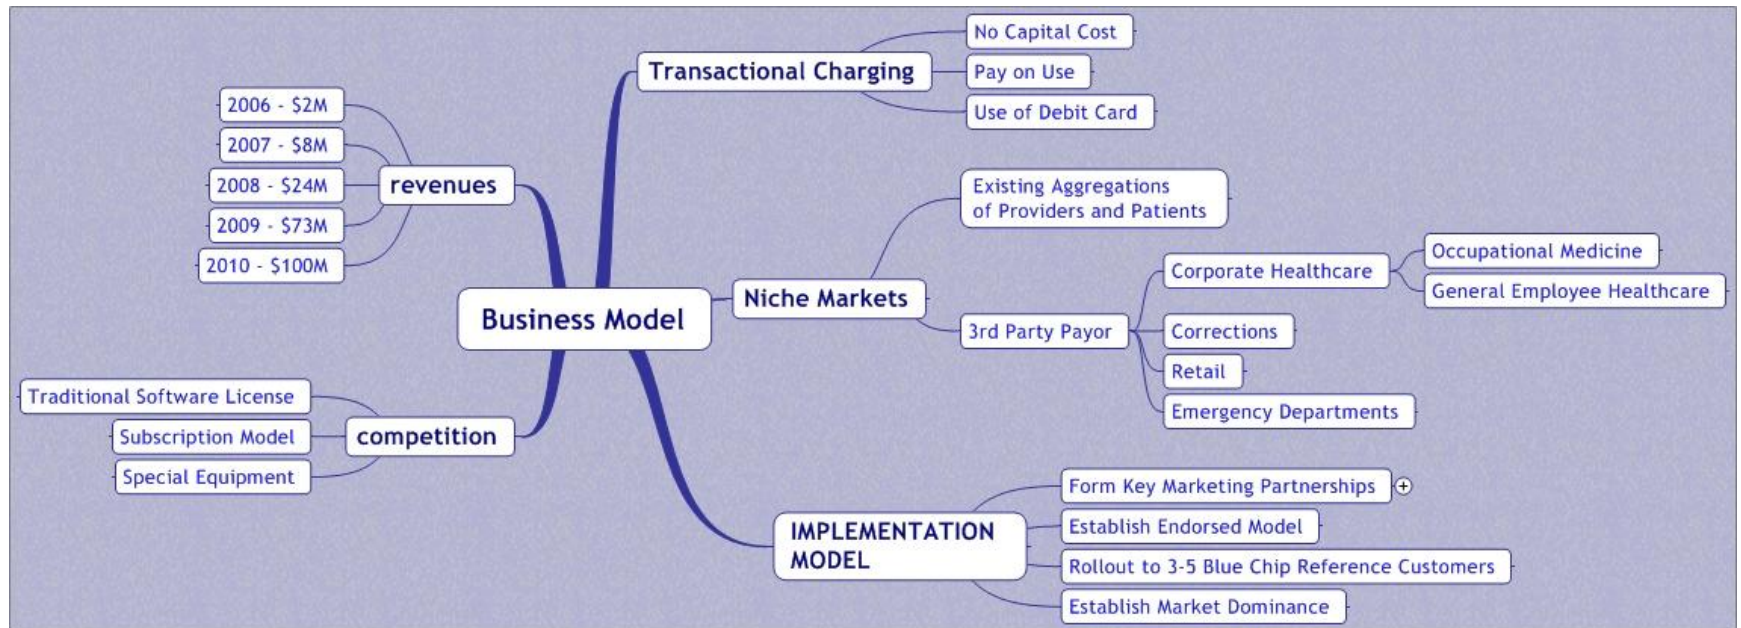 Business Model
Transactional Charging
No Capital Cost
Pay on Use
Use of Debit Card
Niche Markets
Existing Aggregations
of Providers and Patients
3rd Party Payor
Corporate Healthcare
Occupational Medicine
General Employee Healthcare
Corrections
Retail
Emergency Departments
IMPLEMENTATION
MODEL
Form Key Marketing Partnerships
Establish Endorsed Model
Rollout to 3-5 Blue Chip Reference Customers
Establish Market Dominance
revenues
2006 - $2M
2007 - $8M
2008 - $24M
2009 - $73M
2010 - $100M
competition
Traditional Software License
Subscription Model
Special Equipment